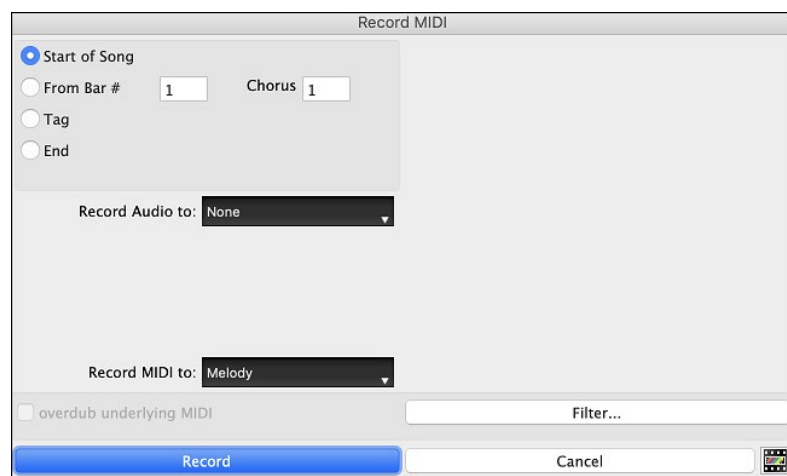 Record MIDI
Start of Song
From Bar # 1 Chorus 1
Tag
End
Record Audio to: None
Record MIDI to: Melody
overdub underlying MIDI Filter...
Record Cancel